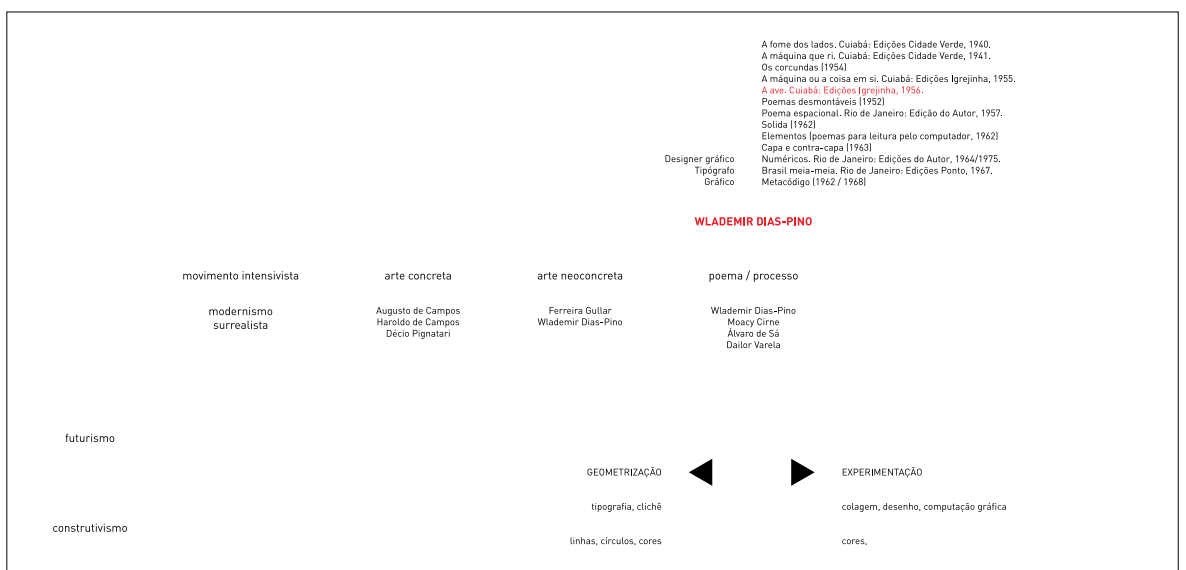 A fome dos lados. Cuiabá: Edições Cidade Verde, 1940.
A máquina que ri. Cuiabá: Edições Cidade Verde, 1941.
Os corcundas (1954)
A máquina ou a coisa em si. Cuiabá: Edições Igrejinha, 1955.
A ave. Cuiabá: Edições Igrejinha, 1956.
Poemas desmontáveis (1952)
Poema espacional. Rio de Janeiro: Edição do Autor, 1957.
Solida (1962)
Elementos (poemas para leitura pelo computador, 1962)
Capa e contra-capa (1963)
Designer gráfico Numéricos. Rio de Janeiro: Edições do Autor, 1964/1975.
Tipógrafo Brasil meia-meia. Rio de Janeiro: Edições Ponto, 1967.
Gráfico Metacódigo (1962 / 1968)
WLADEMIR DIAS-PINO
movimento intensivista arte concreta arte neoconcreta poema / processo
modernismo Augusto de Campos Ferreira Gullar Wlademir Dias-Pino
surrealista Haroldo de Campos Wlademir Dias-Pino Moacy Cirne
Décio Pignatari Álvaro de Sá
Dailor Varela
futurismo
GEOMETRIZAÇÃO EXPERIMENTAÇÃO
tipografia, clichê colagem, desenho, computação gráfica
construtivismo
linhas, círculos, cores cores,